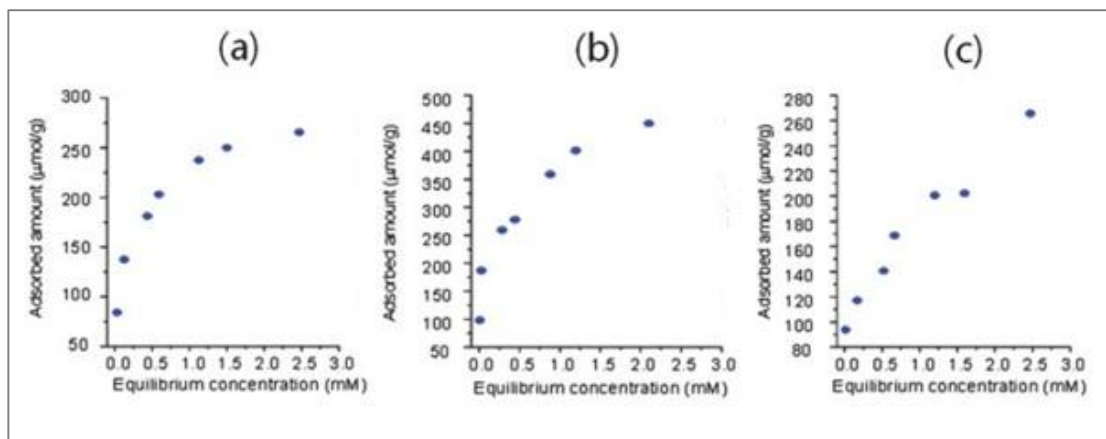 (a)
Adsorbed amount (µmol/g)
300
250
200
150
100
50
0.0 0.5 1.0 1.5 2.0 2.5 3.0
Equilibrium concentration (mM)
(b)
Adsorbed amount (µmol/g)
500
450
400
350
300
250
200
150
100
50
0.0 0.5 1.0 1.5 2.0 2.5 3.0
Equilibrium concentration (mM)
(c)
Adsorbed amount (µmol/g)
280
260
240
220
200
180
160
140
120
100
80
0.0 0.5 1.0 1.5 2.0 2.5 3.0
Equilibrium concentration (mM)